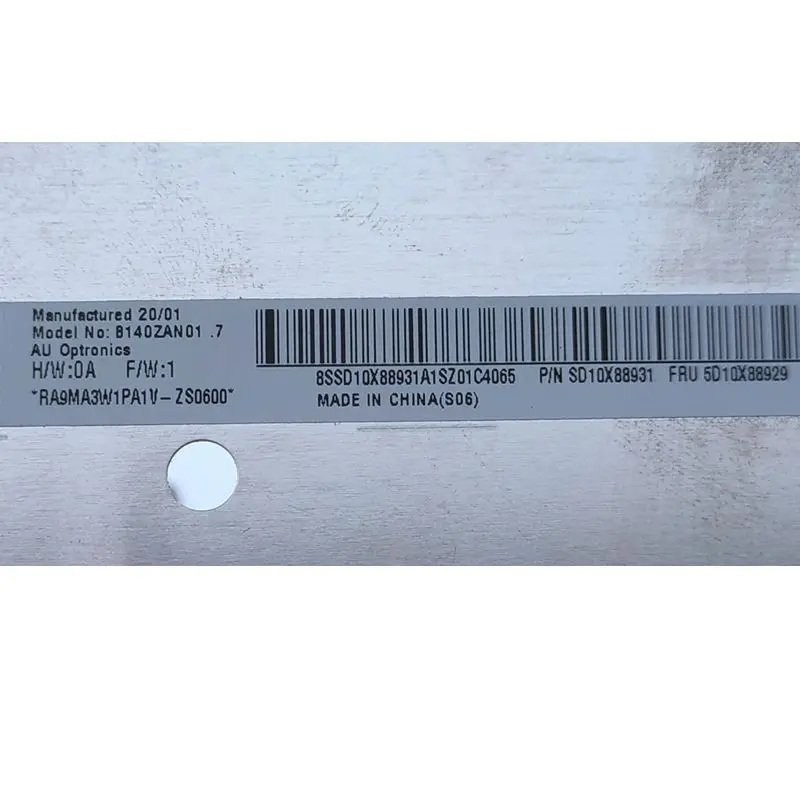 Manufactured 20/01
Model No: B140ZAN01 .7
AU Optronics
H/W:0A F/W:1
*RA9MA3W1PA1V-ZS0600*
8SSD10X88931A1SZ01C4065 P/N SD10X88931 FRU 5D10X88929
MADE IN CHINA(S06)